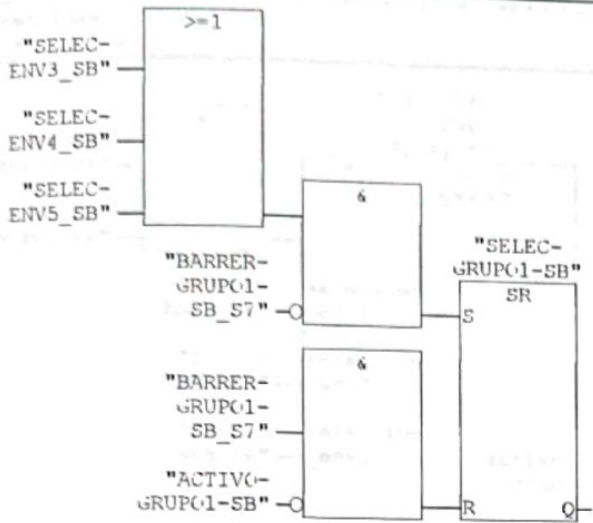 >=1
"SELEC-
ENV3_SB"
"SELEC-
ENV4_SB"
"SELEC-
ENV5_SB"
&
"BARRER-
GRUPO1-
SB_S7"
"SELEC-
GRUPO1-SB"
SR
S
&
"BARRER-
GRUPO1-
SB_S7"
"ACTIVO-
GRUPO1-SB"
R
Q